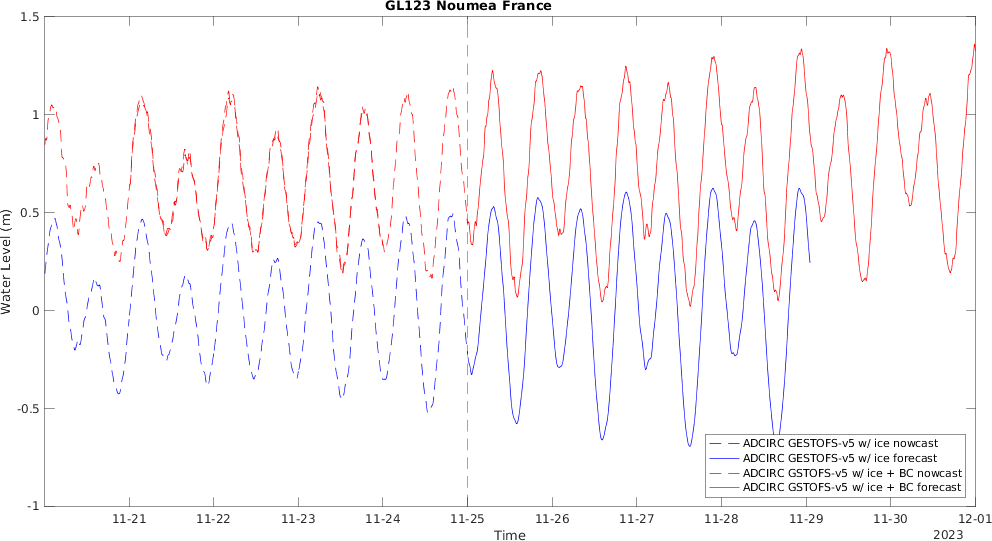 GL123 Noumea France
1.5
1
0.5
0
-0.5
-1
Water Level (m)
11-21 11-22 11-23 11-24 11-25 11-26 11-27 11-28 11-29 11-30 12-01
Time
2023
ADCIRC GESTOFS-v5 w/ ice nowcast
ADCIRC GESTOFS-v5 w/ ice forecast
ADCIRC GSTOFS-v5 w/ ice + BC nowcast
ADCIRC GSTOFS-v5 w/ ice + BC forecast